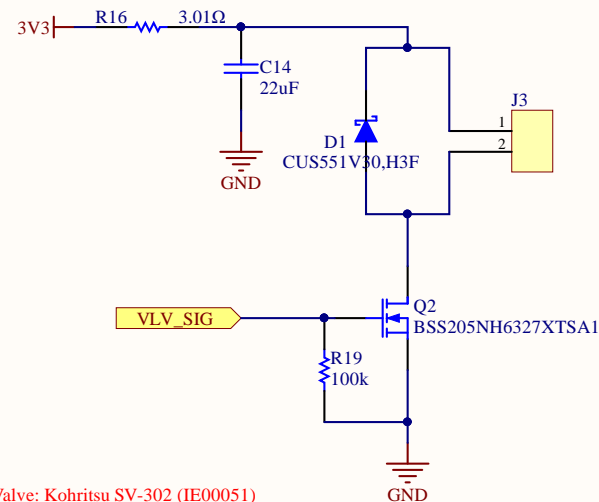 3V3
R16
3.01Ω
C14
22uF
GND
D1
CUS551V30,H3F
J3
1
2
VLV_SIG
Q2
BSS205NH6327XTSA1
R19
100k
GND
Valve: Kohritsu SV-302 (IE00051)